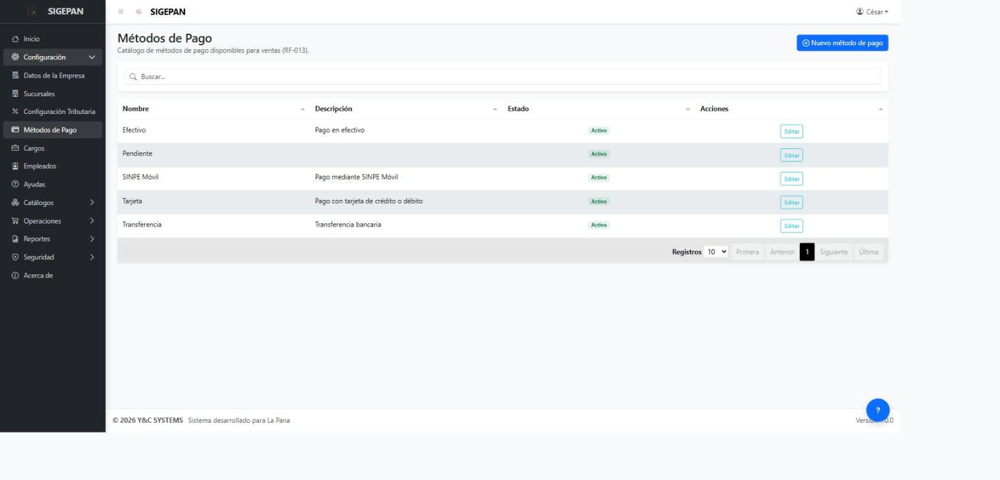 SIGEPAN
SIGEPAN
César
Inicio
Configuración
Datos de la Empresa
Sucursales
Configuración Tributaria
Métodos de Pago
Cargos
Empleados
Ayudas
Catálogos
Operaciones
Reportes
Seguridad
Acerca de
Métodos de Pago
Catálogo de métodos de pago disponibles para ventas (RF-013).
Nuevo método de pago
Buscar...
Nombre Descripción Estado Acciones
Efectivo Pago en efectivo Activo Editar
Pendiente Activo Editar
SINPE Móvil Pago mediante SINPE Móvil Activo Editar
Tarjeta Pago con tarjeta de crédito o débito Activo Editar
Transferencia Transferencia bancaria Activo Editar
Registros 10 Primera Anterior 1 Siguiente Última
?
© 2026 Y&C SYSTEMS Sistema desarrollado para La Pana